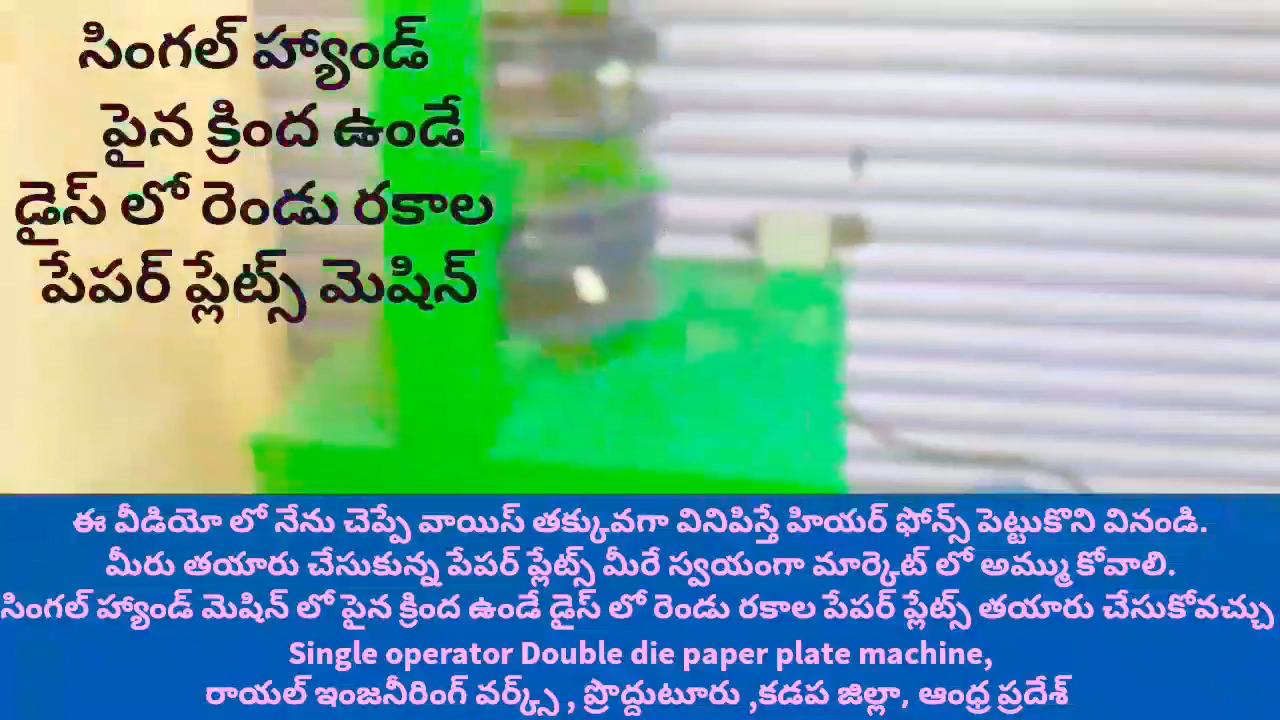 సింగల్ హ్యాండ్
పైన క్రింద ఉండే
డైస్ లో రెండు రకాల
పేపర్ ప్లేట్స్ మెషిన్
ఈ వీడియో లో నేను చెప్పే వాయిస్ తక్కువగా వినిపిస్తే హియర్ ఫోన్స్ పెట్టుకొని వినండి.
మీరు తయారు చేసుకున్న పేపర్ ప్లేట్స్ మీరే స్వయంగా మార్కెట్ లో అమ్ము కోవాలి.
సింగల్ హ్యాండ్ మెషిన్ లో పైన క్రింద ఉండే డైస్ లో రెండు రకాల పేపర్ ప్లేట్స్ తయారు చేసుకోవచ్చు
Single operator Double die paper plate machine,
రాయల్ ఇంజనీరింగ్ వర్క్స్ , ప్రొద్దుటూరు ,కడప జిల్లా, ఆంధ్ర ప్రదేశ్